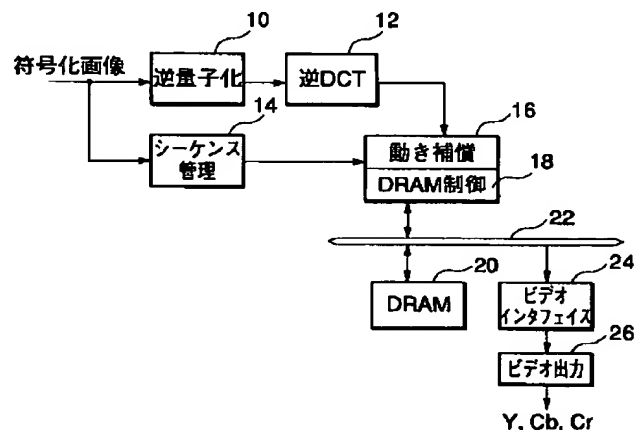 10
12
符号化画像
逆量子化
逆DCT
14
シーケンス
管理
16
動き補償
18
DRAM制御
22
20
DRAM
24
ビデオ
インタフェイズ
26
ビデオ出力
Y, Cb, Cr